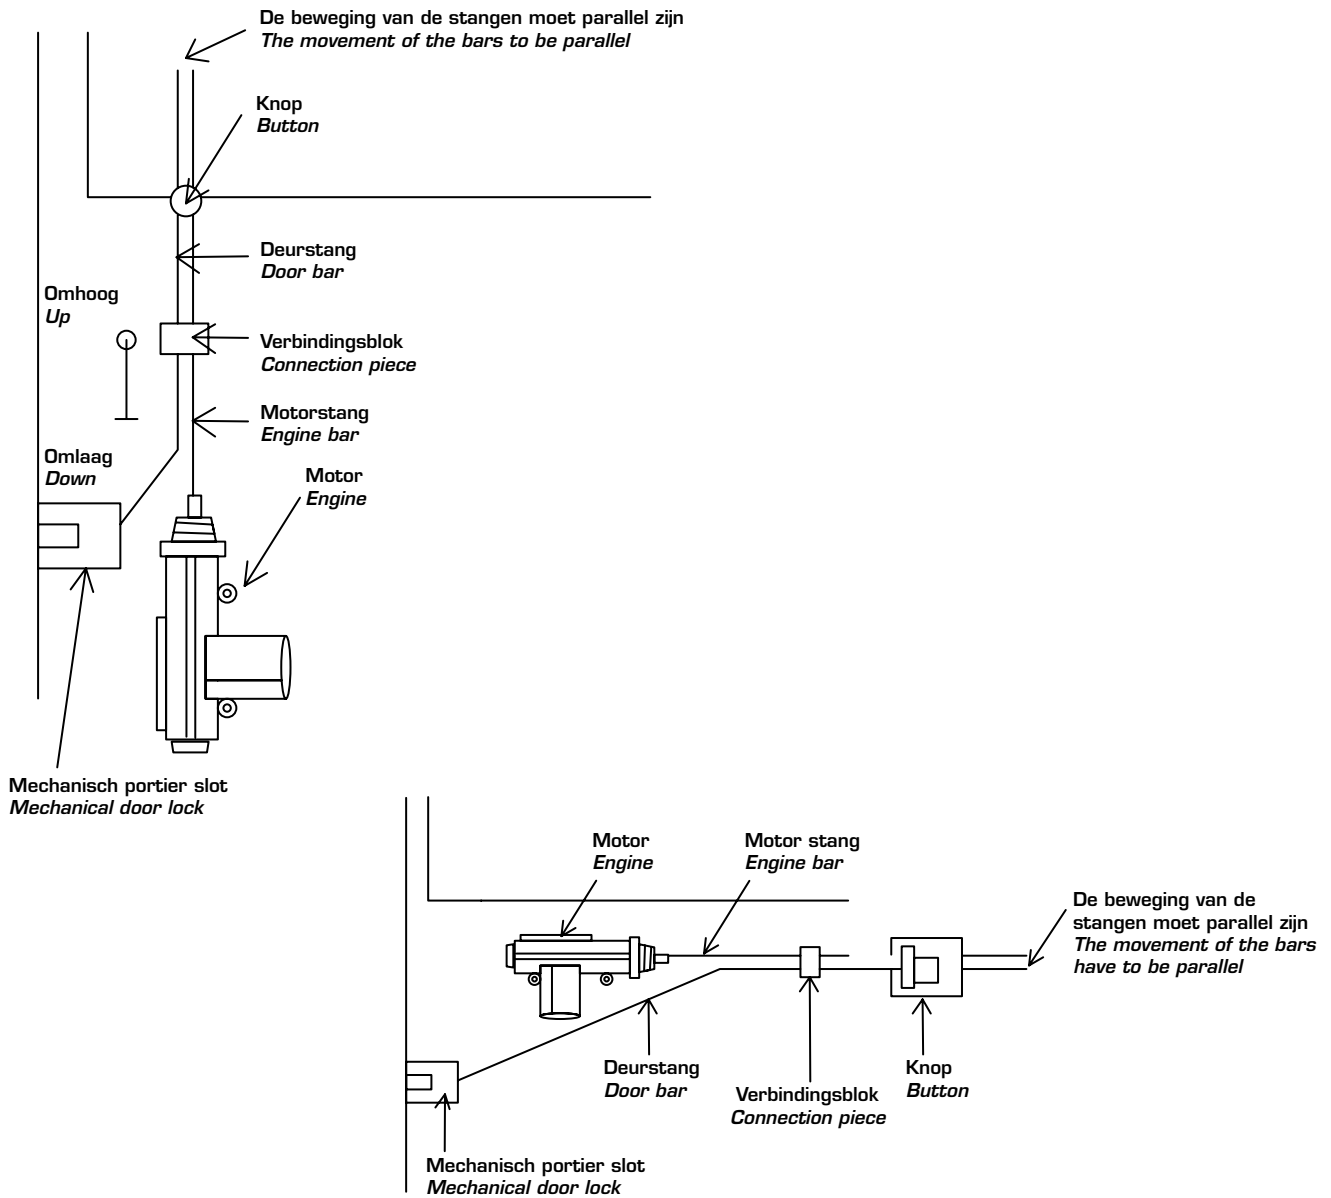 De beweging van de stangen moet parallel zijn
The movement of the bars to be parallel
Knop
Button
Deurstang
Door bar
Omhoog
Up
Verbindingsblok
Connection piece
Motorstang
Engine bar
Omlaag
Down
Motor
Engine
Mechanisch portier slot
Mechanical door lock
Motor
Engine
Motor stang
Engine bar
De beweging van de
stangen moet parallel zijn
The movement of the bars
have to be parallel
Deurstang
Door bar
Knop
Button
Verbindingsblok
Connection piece
Mechanisch portier slot
Mechanical door lock